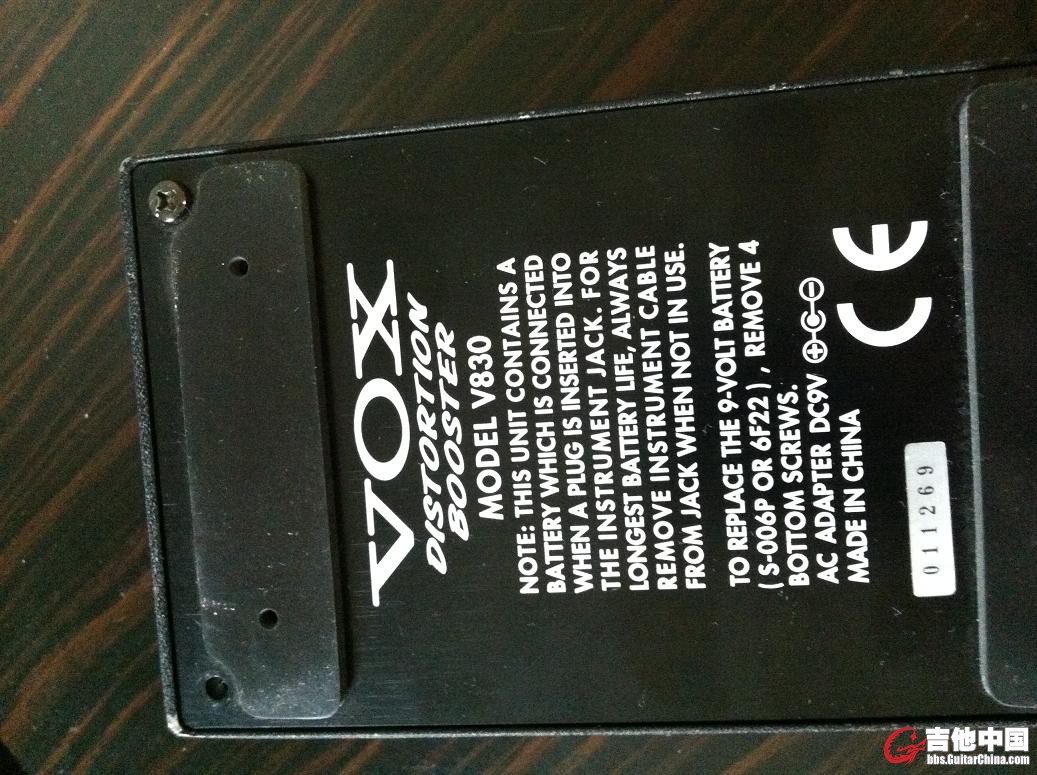 VOX
DISTORTION
BOOSTER
MODEL V830
NOTE: THIS UNIT CONTAINS A
BATTERY WHICH IS CONNECTED
WHEN A PLUG IS INSERTED INTO
THE INSTRUMENT JACK. FOR
LONGEST BATTERY LIFE, ALWAYS
REMOVE INSTRUMENT CABLE
FROM JACK WHEN NOT IN USE.
TO REPLACE THE 9-VOLT BATTERY
(S-006P OR 6F22), REMOVE 4
BOTTOM SCREWS.
AC ADAPTER DC9V
MADE IN CHINA
CE
011269
吉他中国
bbs.GuitarChina.com